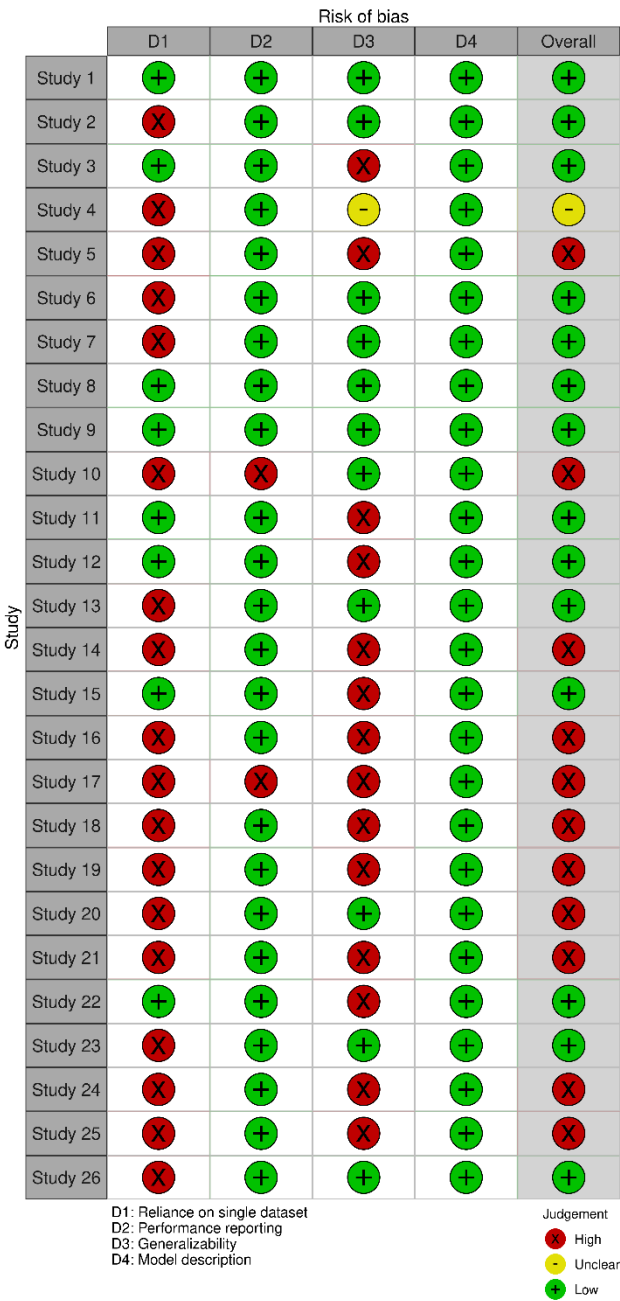 Risk of bias
D1 D2 D3 D4 Overall
Study 1 + + + + +
Study 2 X + + + +
Study 3 + + X + +
Study 4 X + - + -
Study 5 X + X + X
Study 6 X + + + +
Study 7 X + + + +
Study 8 + + + + +
Study 9 + + + + +
Study 10 X X + + X
Study 11 + + X + +
Study 12 + + X + +
Study 13 X + + + +
Study 14 X + X + X
Study 15 + + X + +
Study 16 X + X + X
Study 17 X X X + X
Study 18 X + X + X
Study 19 X + X + X
Study 20 X + + + X
Study 21 X + X + X
Study 22 + + X + +
Study 23 X + + + +
Study 24 X + X + X
Study 25 X + X + X
Study 26 X + + + +
Study
D1: Reliance on single dataset
D2: Performance reporting
D3: Generalizability
D4: Model description
Judgement
X High
- Unclear
+ Low